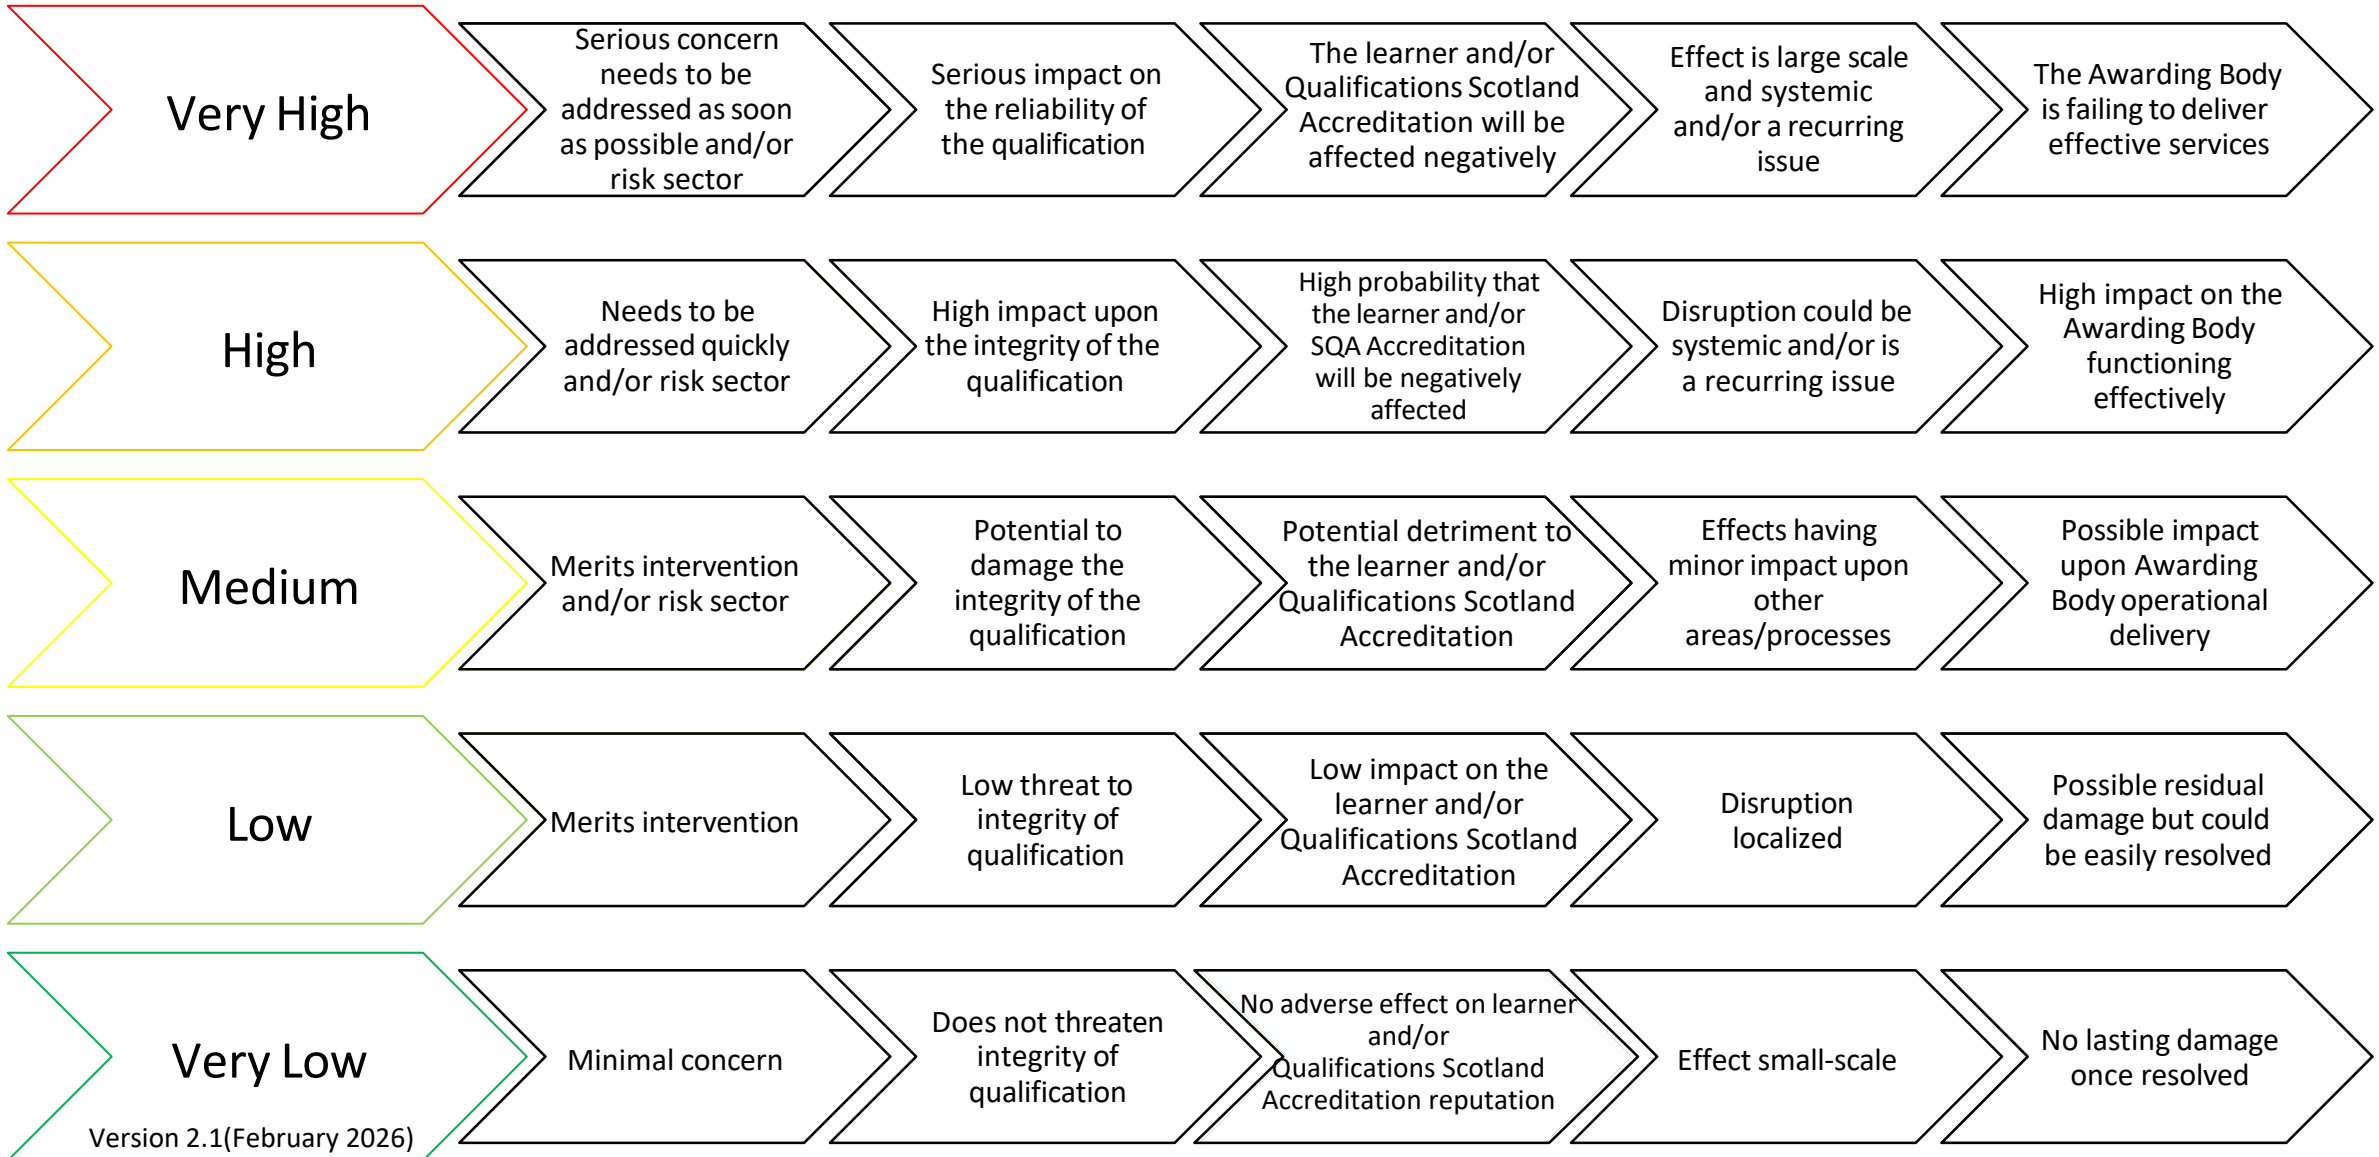 Very High
Serious concern
needs to be
addressed as soon
as possible and/or
risk sector
Serious impact on
the reliability of
the qualification
The learner and/or
Qualifications Scotland
Accreditation will be
affected negatively
Effect is large scale
and systemic
and/or a recurring
issue
The Awarding Body
is failing to deliver
effective services
High
Needs to be
addressed quickly
and/or risk sector
High impact upon
the integrity of the
qualification
High probability that
the learner and/or
SQA Accreditation
will be negatively
affected
Disruption could be
systemic and/or is
a recurring issue
High impact on the
Awarding Body
functioning
effectively
Medium
Merits intervention
and/or risk sector
Potential to
damage the
integrity of the
qualification
Potential detriment to
the learner and/or
Qualifications Scotland
Accreditation
Effects having
minor impact upon
other
areas/processes
Possible impact
upon Awarding
Body operational
delivery
Low
Merits intervention
Low threat to
integrity of
qualification
Low impact on the
learner and/or
Qualifications Scotland
Accreditation
Disruption
localized
Possible residual
damage but could
be easily resolved
Very Low
Minimal concern
Does not threaten
integrity of
qualification
No adverse effect on learner
and/or
Qualifications Scotland
Accreditation reputation
Effect small-scale
No lasting damage
once resolved
Version 2.1(February 2026)